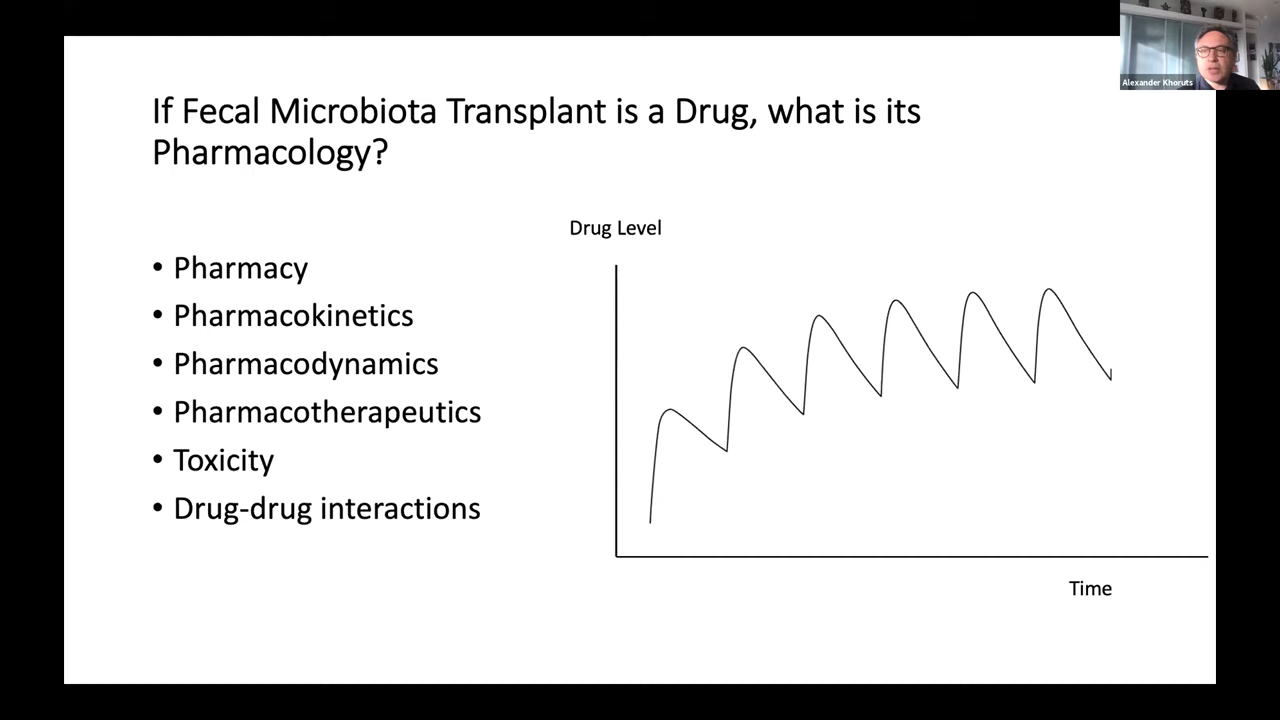 Alexander Khoruts
If Fecal Microbiota Transplant is a Drug, what is its
Pharmacology?
• Pharmacy
• Pharmacokinetics
• Pharmacodynamics
• Pharmacotherapeutics
• Toxicity
• Drug-drug interactions
Drug Level
Time